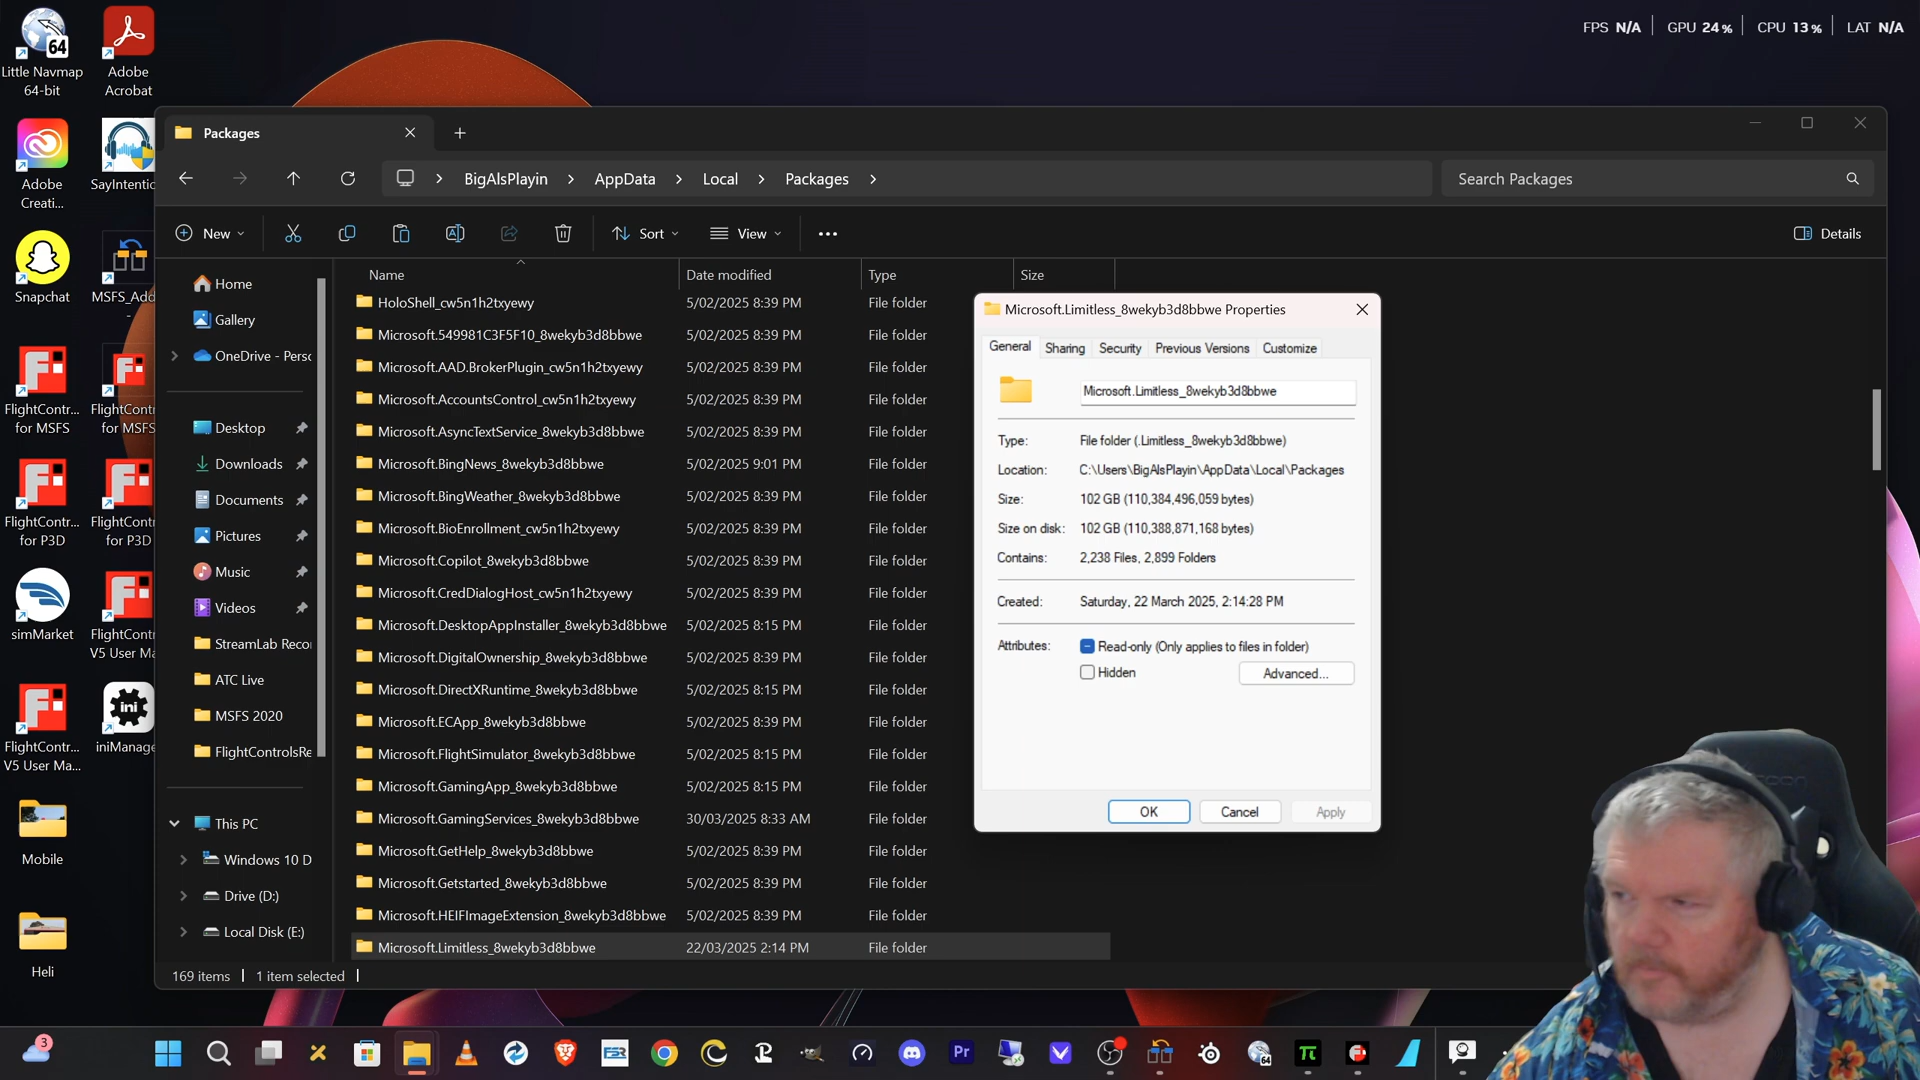 FPS N/A GPU 24 % CPU 13 % LAT N/A
Little Navmap
64-bit
Adobe
Acrobat
Adobe
Creati...
SayIntentio
Snapchat
MSFS_Add
FlightContr...
for MSFS
FlightContr
for MSFS
FlightContr...
for P3D
FlightContr
for P3D
simMarket
FlightContr
V5 User Ma
FlightContr...
V5 User Ma...
ini
iniManage
Mobile
Heli
Packages
BigAlsPlayin
AppData
Local
Packages
Search Packages
New
Sort
View
Details
Name
Date modified
Type
Size
Home
Gallery
OneDrive - Perso
Desktop
Downloads
Documents
Pictures
Music
Videos
StreamLab Recor
ATC Live
MSFS 2020
FlightControlsRe
This PC
Windows 10 D
Drive (D:)
Local Disk (E:)
HoloShell_cw5n1h2txyewy 5/02/2025 8:39 PM File folder
Microsoft.549981C3F5F10_8wekyb3d8bbwe 5/02/2025 8:39 PM File folder
Microsoft.AAD.BrokerPlugin_cw5n1h2txyewy 5/02/2025 8:39 PM File folder
Microsoft.AccountsControl_cw5n1h2txyewy 5/02/2025 8:39 PM File folder
Microsoft.AsyncTextService_8wekyb3d8bbwe 5/02/2025 8:39 PM File folder
Microsoft.BingNews_8wekyb3d8bbwe 5/02/2025 9:01 PM File folder
Microsoft.BingWeather_8wekyb3d8bbwe 5/02/2025 8:39 PM File folder
Microsoft.BioEnrollment_cw5n1h2txyewy 5/02/2025 8:39 PM File folder
Microsoft.Copilot_8wekyb3d8bbwe 5/02/2025 8:39 PM File folder
Microsoft.CredDialogHost_cw5n1h2txyewy 5/02/2025 8:39 PM File folder
Microsoft.DesktopAppInstaller_8wekyb3d8bbwe 5/02/2025 8:15 PM File folder
Microsoft.DigitalOwnership_8wekyb3d8bbwe 5/02/2025 8:39 PM File folder
Microsoft.DirectXRuntime_8wekyb3d8bbwe 5/02/2025 8:15 PM File folder
Microsoft.ECApp_8wekyb3d8bbwe 5/02/2025 8:39 PM File folder
Microsoft.FlightSimulator_8wekyb3d8bbwe 5/02/2025 8:15 PM File folder
Microsoft.GamingApp_8wekyb3d8bbwe 5/02/2025 8:15 PM File folder
Microsoft.GamingServices_8wekyb3d8bbwe 30/03/2025 8:33 AM File folder
Microsoft.GetHelp_8wekyb3d8bbwe 5/02/2025 8:39 PM File folder
Microsoft.Getstarted_8wekyb3d8bbwe 5/02/2025 8:39 PM File folder
Microsoft.HEIFImageExtension_8wekyb3d8bbwe 5/02/2025 8:39 PM File folder
Microsoft.Limitless_8wekyb3d8bbwe 22/03/2025 2:14 PM File folder
169 items 1 item selected
Microsoft.Limitless_8wekyb3d8bbwe Properties
General Sharing Security Previous Versions Customize
Microsoft.Limitless_8wekyb3d8bbwe
Type: File folder (.Limitless_8wekyb3d8bbwe)
Location: C:\Users\BigAlsPlayin\AppData\Local\Packages
Size: 102 GB (110,384,496,059 bytes)
Size on disk: 102 GB (110,388,871,168 bytes)
Contains: 2,238 Files, 2,899 Folders
Created: Saturday, 22 March 2025, 2:14:28 PM
Attributes: Read-only (Only applies to files in folder)
Hidden
Advanced...
OK Cancel Apply
3
FSR
Pr
64